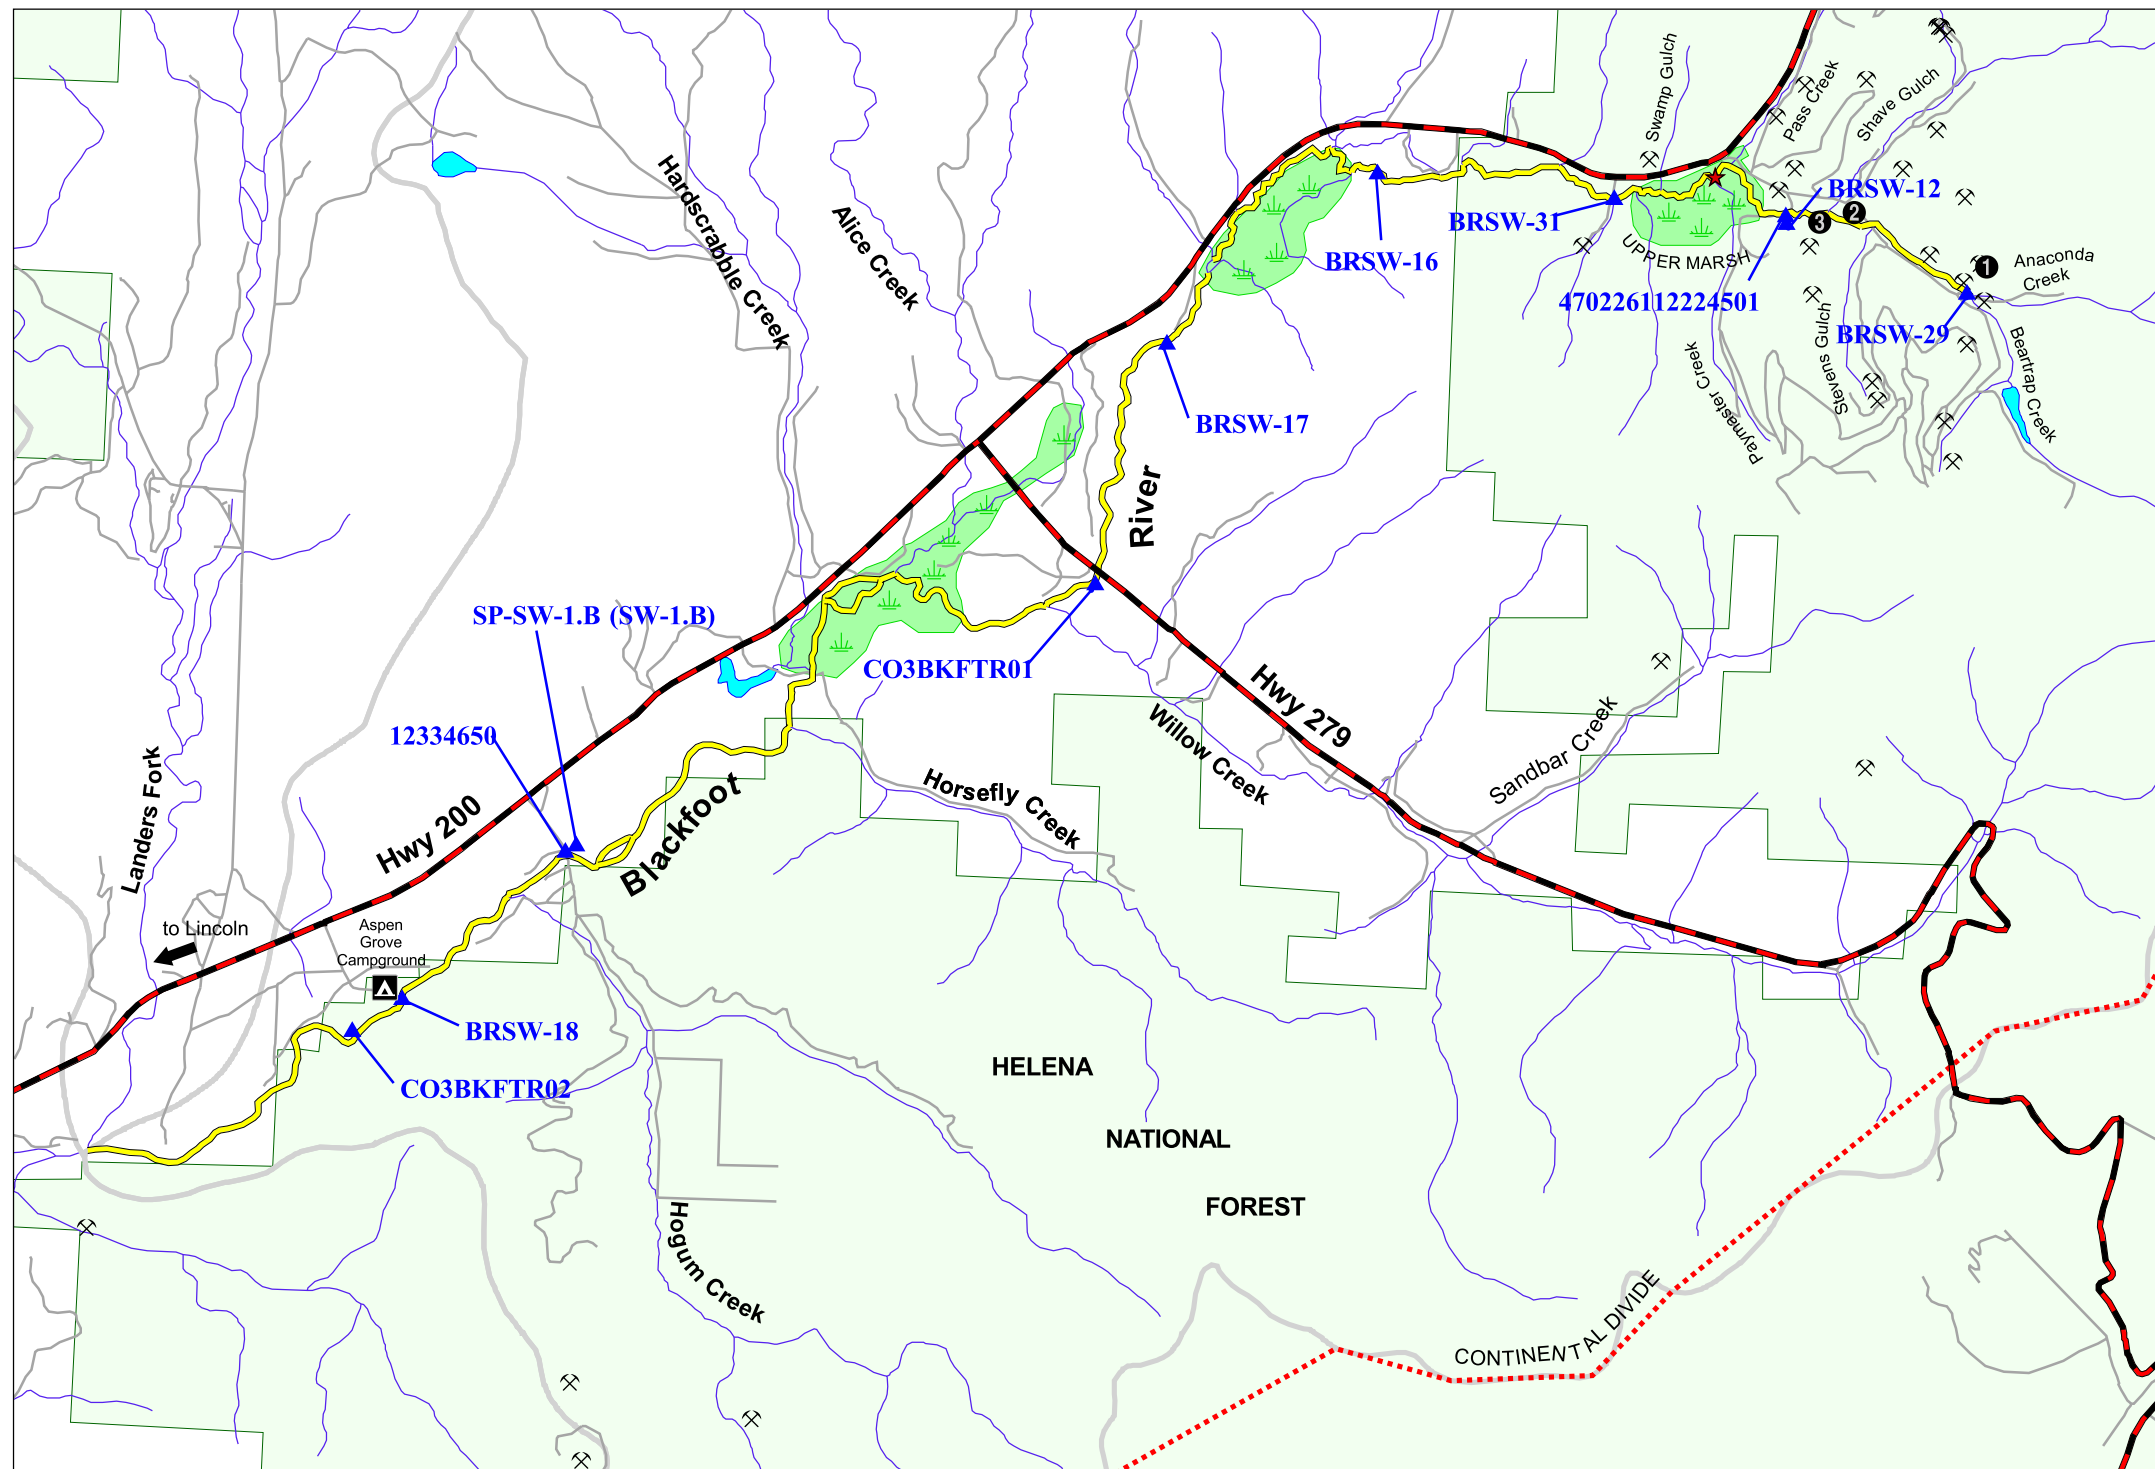 Swamp Gulch
Pass Creek
Shave Gulch
Hardscrabble Creek
Alice Creek
BRSW-12
BRSW-31
3
2
UPPER MARSH
BRSW-16
1
Anaconda
Creek
470226112224501
BRSW-29
Stevens Gulch
Paymaster Creek
Beartrap Creek
BRSW-17
River
SP-SW-1.B (SW-1.B)
CO3BKFTR01
Hwy 279
12334650
Willow Creek
Sandbar Creek
Landers Fork
Hwy 200
Blackfoot
Horsefly Creek
to Lincoln
Aspen
Grove
Campground
BRSW-18
CO3BKFTR02
HELENA
NATIONAL
FOREST
Hogum Creek
CONTINENTAL DIVIDE